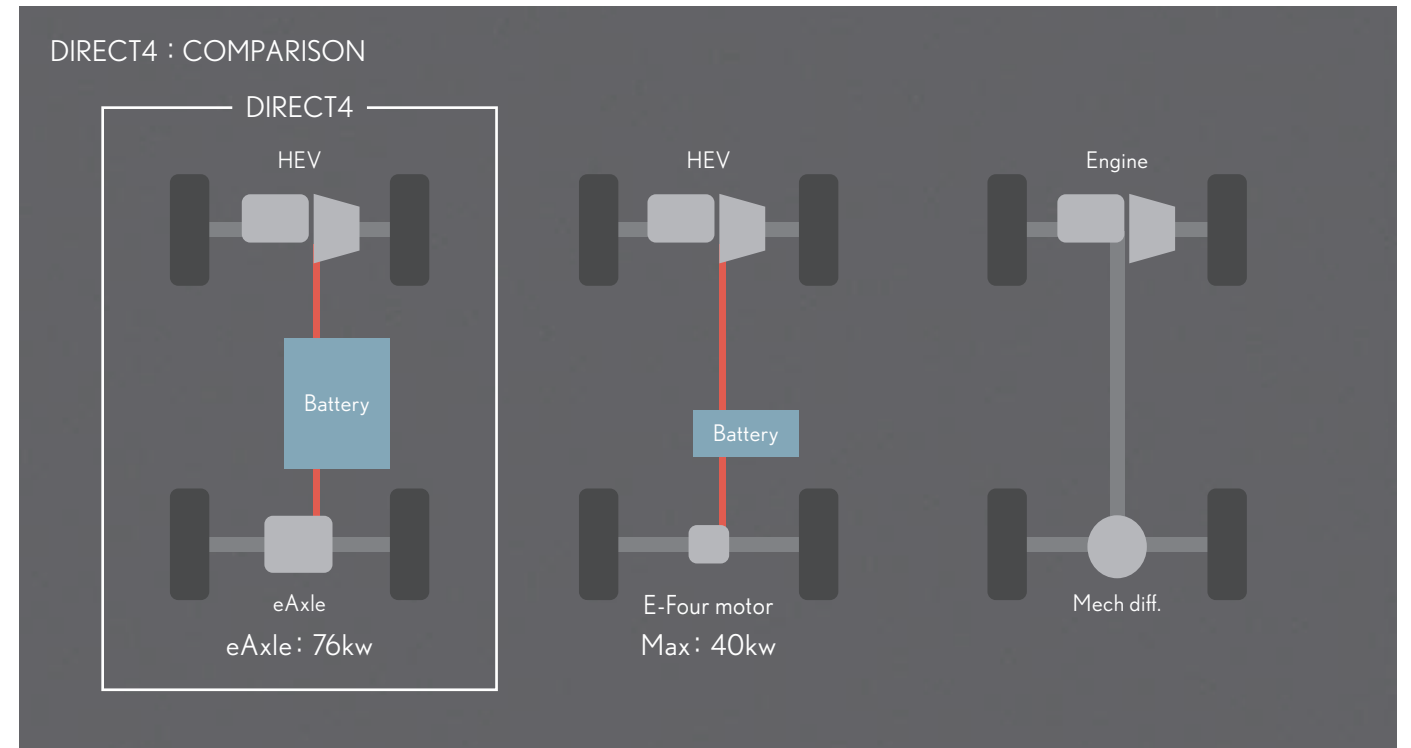 DIRECT4 : COMPARISON
DIRECT4
HEV
Battery
eAxle
eAxle : 76kw
HEV
Battery
E-Four motor
Max : 40kw
Engine
Mech diff.